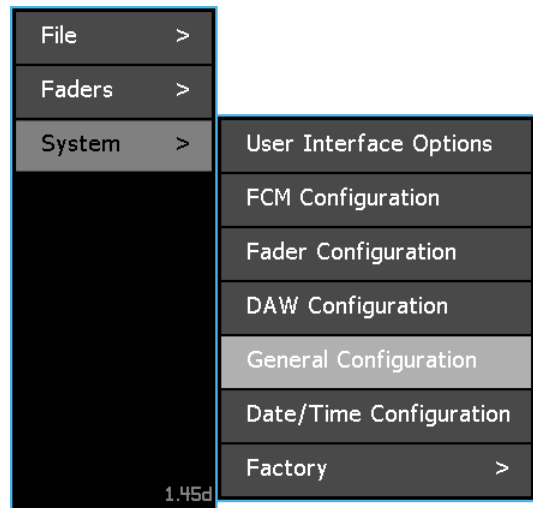 File >
Faders >
System >
User Interface Options
FCM Configuration
Fader Configuration
DAW Configuration
General Configuration
Date/Time Configuration
Factory >
1.45d